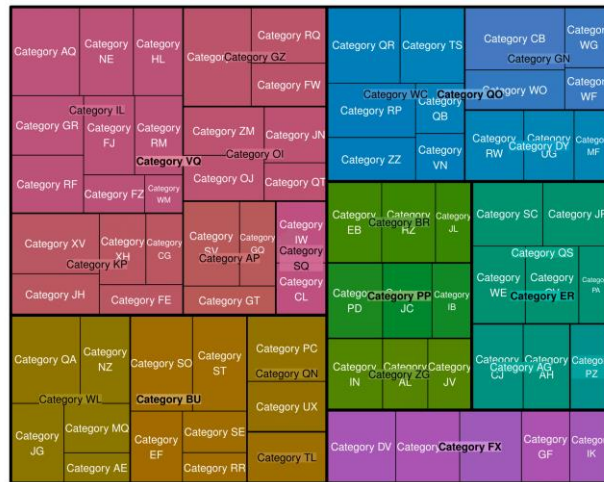 Category AQ
Category
NE
Category
HL
Category GZ
Category RQ
Category FW
Category IL
Category GR
Category
FJ
Category
RM
Category VQ
Category RF
Category FZ
Category
WM
Category ZM
Category JN
Category OI
Category OJ
Category QT
Category XV
Category
XH
Category
CG
Category KP
Category JH
Category FE
Category
SV
Category
GQ
Category AP
Category GT
Category
IW
Category
SQ
Category
CL
Category QR
Category TS
Category WC
Category QO
Category RP
Category
QB
Category ZZ
Category
VN
Category CB
Category
WG
Category GN
Category WO
Category
WF
Category
RW
Category DY
UG
Category
MF
Category
EB
Category BR
RZ
Category
JL
Category
PD
Category PP
JC
Category
IB
Category
IN
Category ZG
AL
Category
JV
Category SC
Category JP
Category QS
Category
WE
Category
Category ER
Category
PA
Category
CJ
Category AG
AH
Category
PZ
Category QA
Category
NZ
Category WL
Category
JG
Category MQ
Category AE
Category SO
Category
ST
Category BU
Category
EF
Category SE
Category RR
Category PC
Category QN
Category UX
Category TL
Category DV
Category
Category FX
Category
GF
Category
IK